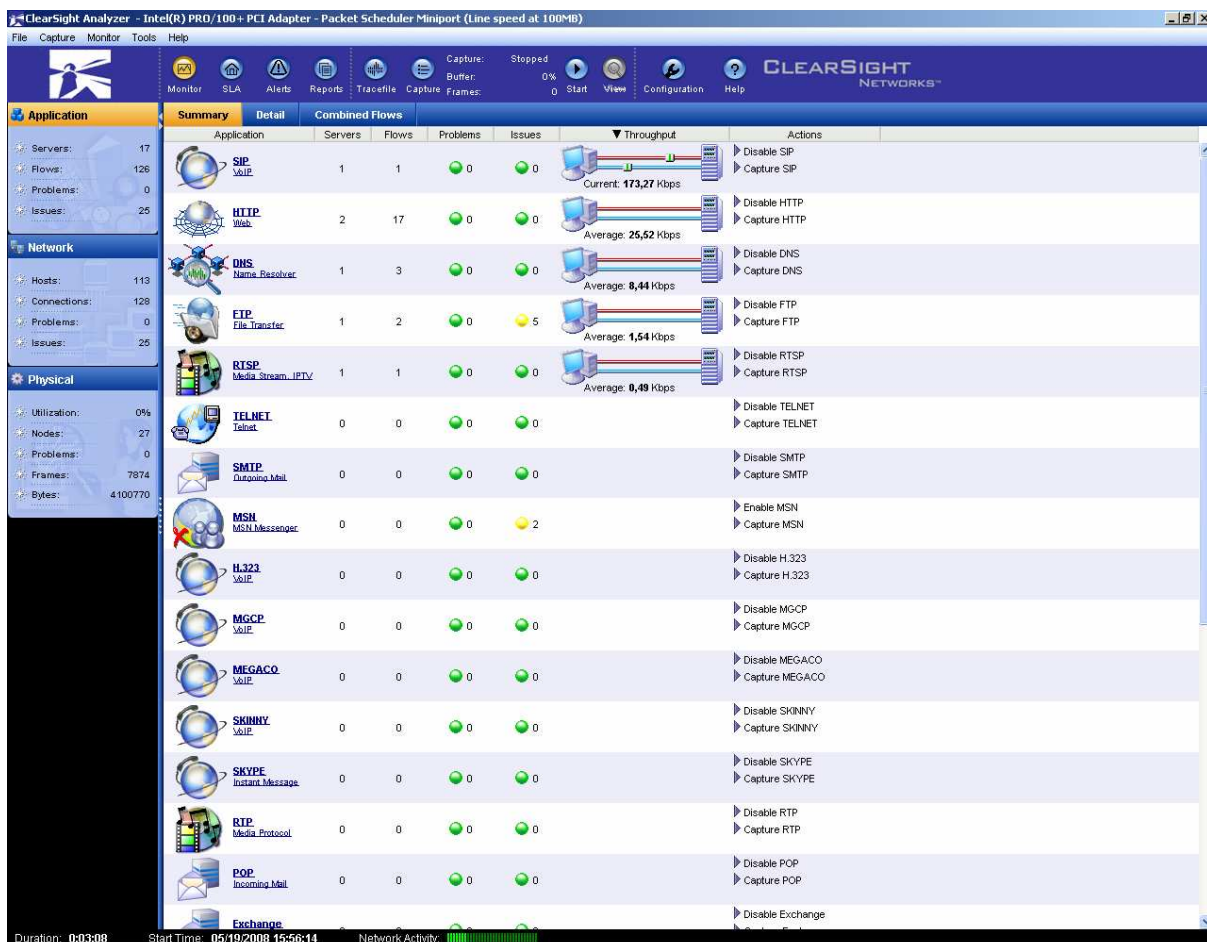 ClearSight Analyzer - Intel(R) PRO/100+ PCI Adapter - Packet Scheduler Miniport (Line speed at 100MB)
File Capture Monitor Tools Help
Monitor SLA Alerts Reports Tracefile Capture
Capture: Stopped
Buffer: 0%
Frames: 0
Start View Configuration Help
CLEARSIGHT NETWORKS™
Application
Servers: 17
Flows: 126
Problems: 0
Issues: 25
Network
Hosts: 113
Connections: 128
Problems: 0
Issues: 25
Physical
Utilization: 0%
Nodes: 27
Problems: 0
Frames: 7874
Bytes: 4100770
Summary Detail Combined Flows
Application Servers Flows Problems Issues ▼ Throughput Actions
SIP 1 1 0 0 Disable SIP
VoIP Capture SIP
Current: 173,27 Kbps
HTTP 2 17 0 0 Disable HTTP
Web Capture HTTP
Average: 25,52 Kbps
DNS 1 3 0 0 Disable DNS
Name Resolver Capture DNS
Average: 8,44 Kbps
FTP 1 2 0 5 Disable FTP
File Transfer Capture FTP
Average: 1,54 Kbps
RTSP 1 1 0 0 Disable RTSP
Media Stream, IPTV Capture RTSP
Average: 0,49 Kbps
TELNET 0 0 0 0 Disable TELNET
Telnet Capture TELNET
SMTP 0 0 0 0 Disable SMTP
Outgoing Mail Capture SMTP
MSN 0 0 0 2 Enable MSN
MSN Messenger Capture MSN
H.323 0 0 0 0 Disable H.323
VoIP Capture H.323
MGCP 0 0 0 0 Disable MGCP
VoIP Capture MGCP
MEGACO 0 0 0 0 Disable MEGACO
VoIP Capture MEGACO
SKINNY 0 0 0 0 Disable SKINNY
VoIP Capture SKINNY
SKYPE 0 0 0 0 Disable SKYPE
Instant Message Capture SKYPE
RTP 0 0 0 0 Disable RTP
Media Protocol Capture RTP
POP 0 0 0 0 Disable POP
Incoming Mail Capture POP
Exchange Disable Exchange
Duration: 0:03:08 Start Time: 05/19/2008 15:56:14 Network Activity: